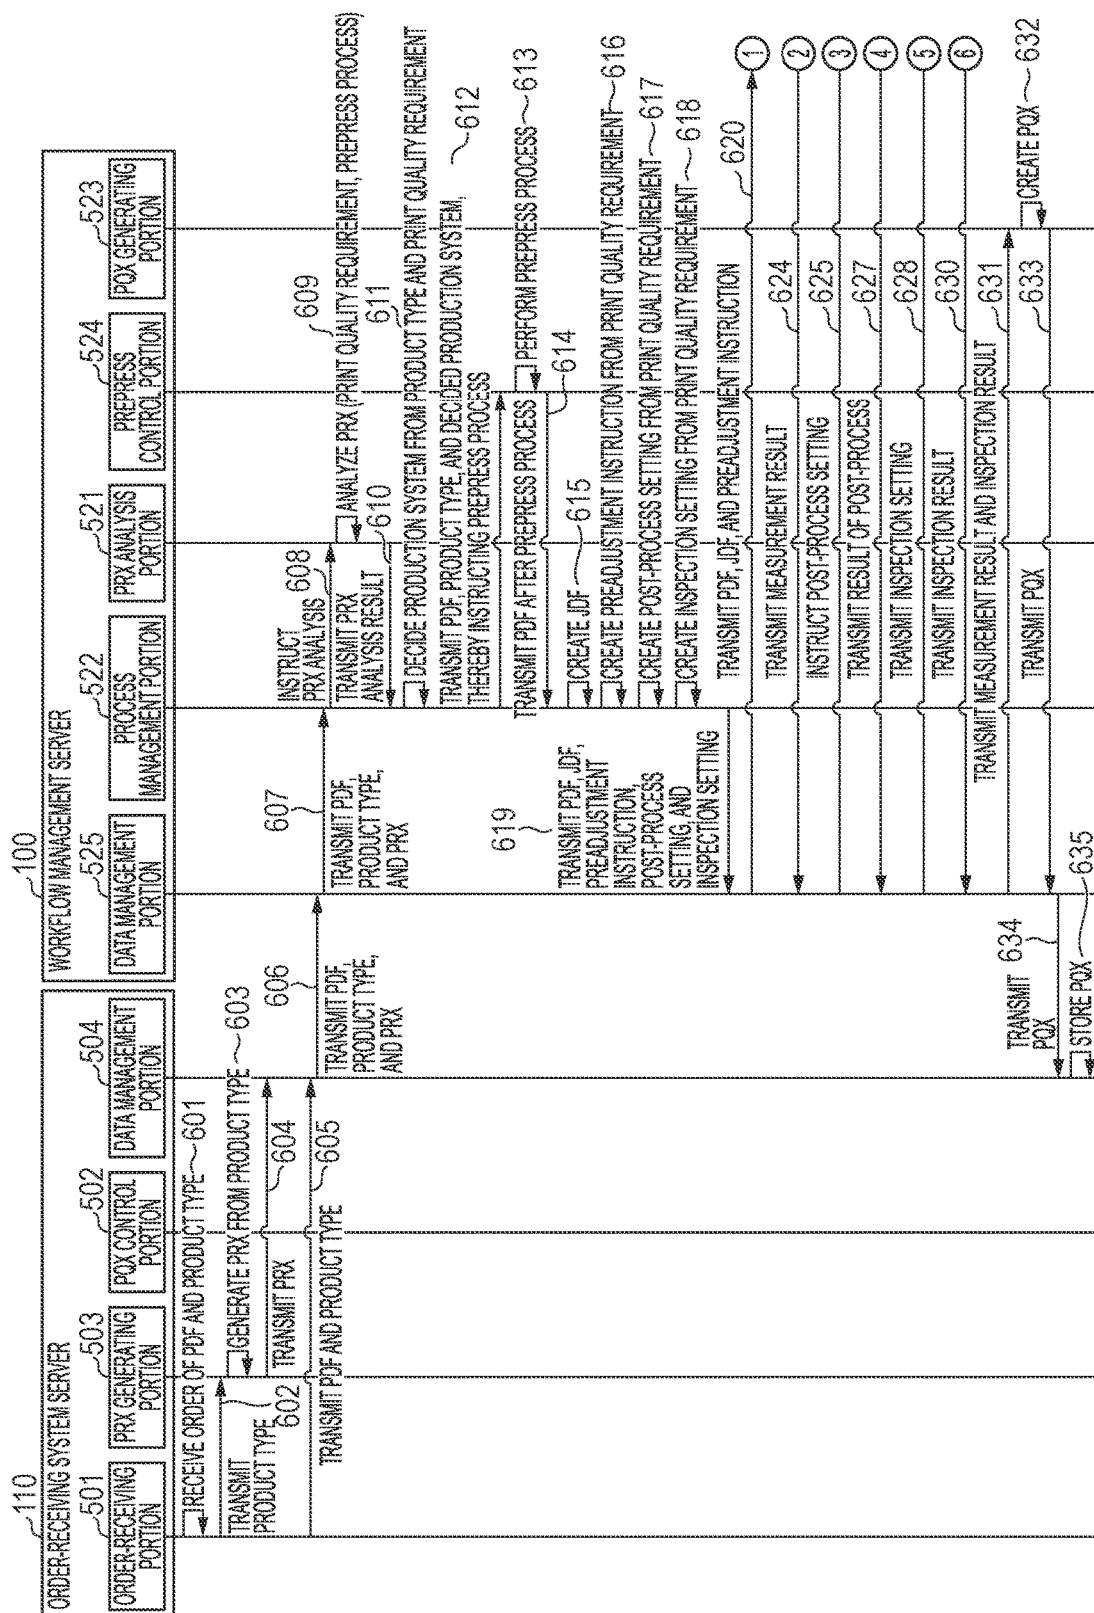 110
ORDER-RECEIVING SYSTEM SERVER
501
ORDER-RECEIVING
PORTION
503
PRX GENERATING
PORTION
502
PQX CONTROL
PORTION
504
DATA MANAGEMENT
PORTION
100
WORKFLOW MANAGEMENT SERVER
525
DATA MANAGEMENT
PORTION
522
PROCESS
MANAGEMENT PORTION
521
PRX ANALYSIS
PORTION
524
PREPRESS
CONTROL PORTION
523
PQX GENERATING
PORTION
RECEIVE ORDER OF PDF AND PRODUCT TYPE 601
TRANSMIT
PRODUCT TYPE
602
GENERATE PRX FROM PRODUCT TYPE 603
TRANSMIT PRX
604
TRANSMIT PDF AND PRODUCT TYPE
605
606
TRANSMIT PDF,
PRODUCT TYPE,
AND PRX
607
TRANSMIT PDF,
PRODUCT TYPE,
AND PRX
INSTRUCT
PRX ANALYSIS
608
609
ANALYZE PRX (PRINT QUALITY REQUIREMENT, PREPRESS PROCESS)
TRANSMIT PRX
ANALYSIS RESULT
610
611
DECIDE PRODUCTION SYSTEM FROM PRODUCT TYPE AND PRINT QUALITY REQUIREMENT
TRANSMIT PDF, PRODUCT TYPE, AND DECIDED PRODUCTION SYSTEM,
THEREBY INSTRUCTING PREPRESS PROCESS
612
PERFORM PREPRESS PROCESS 613
TRANSMIT PDF AFTER PREPRESS PROCESS
614
CREATE JDF 615
CREATE PREADJUSTMENT INSTRUCTION FROM PRINT QUALITY REQUIREMENT 616
CREATE POST-PROCESS SETTING FROM PRINT QUALITY REQUIREMENT 617
CREATE INSPECTION SETTING FROM PRINT QUALITY REQUIREMENT 618
619
TRANSMIT PDF, JDF,
PREADJUSTMENT
INSTRUCTION,
POST-PROCESS
SETTING, AND
INSPECTION SETTING
TRANSMIT PDF, JDF, AND PREADJUSTMENT INSTRUCTION
620
1
TRANSMIT MEASUREMENT RESULT
624
2
INSTRUCT POST-PROCESS SETTING
625
3
TRANSMIT RESULT OF POST-PROCESS
627
4
TRANSMIT INSPECTION SETTING
628
5
TRANSMIT INSPECTION RESULT
630
6
TRANSMIT MEASUREMENT RESULT AND INSPECTION RESULT
631
CREATE PQX 632
TRANSMIT PQX
633
TRANSMIT
PQX
634
STORE PQX 635